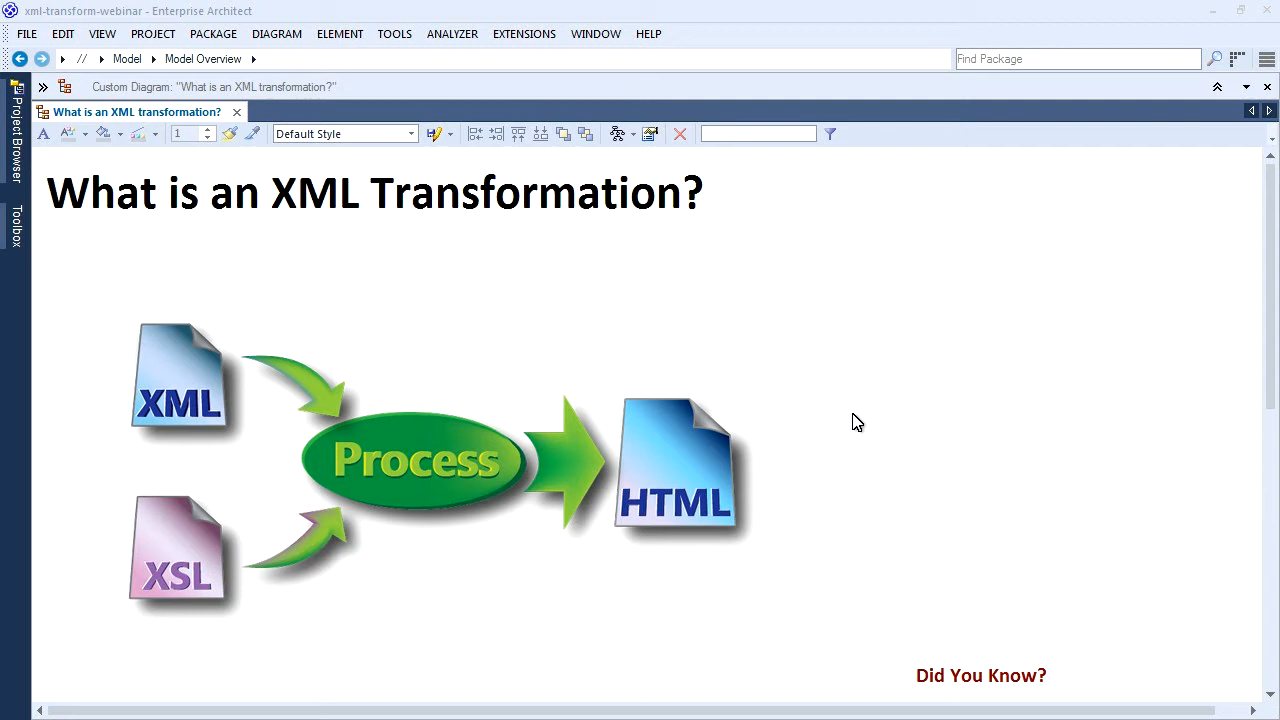 xml-transform-webinar - Enterprise Architect
FILE EDIT VIEW PROJECT PACKAGE DIAGRAM ELEMENT TOOLS ANALYZER EXTENSIONS WINDOW HELP
// Model Model Overview Find Package
Custom Diagram: "What is an XML transformation?"
What is an XML transformation?
1 Default Style
Project Browser
Toolbox
What is an XML Transformation?
XML
Process
HTML
XSL
Did You Know?